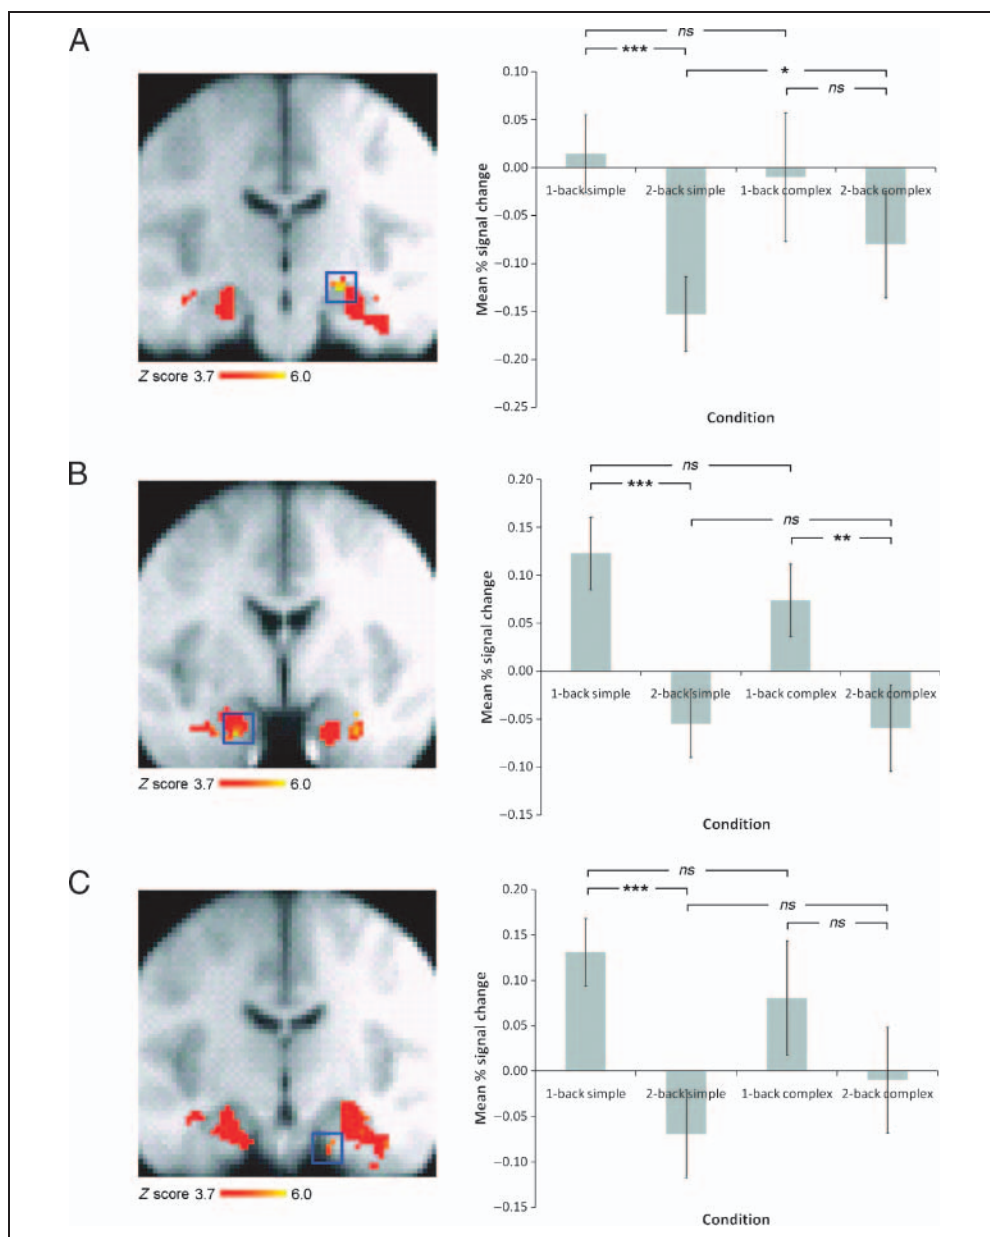 A
ns
***
*
ns
0.10
0.05
0.00
−0.05
−0.10
−0.15
−0.20
−0.25
Mean % signal change
1-back simple 2-back simple 1-back complex 2-back complex
Condition
Z score 3.7 6.0
B
ns
***
ns
**
0.20
0.15
0.10
0.05
0.00
−0.05
−0.10
−0.15
Mean % signal change
1-back simple 2-back simple 1-back complex 2-back complex
Condition
Z score 3.7 6.0
C
ns
***
ns
ns
0.20
0.15
0.10
0.05
0.00
−0.05
−0.10
−0.15
Mean % signal change
1-back simple 2-back simple 1-back complex 2-back complex
Condition
Z score 3.7 6.0